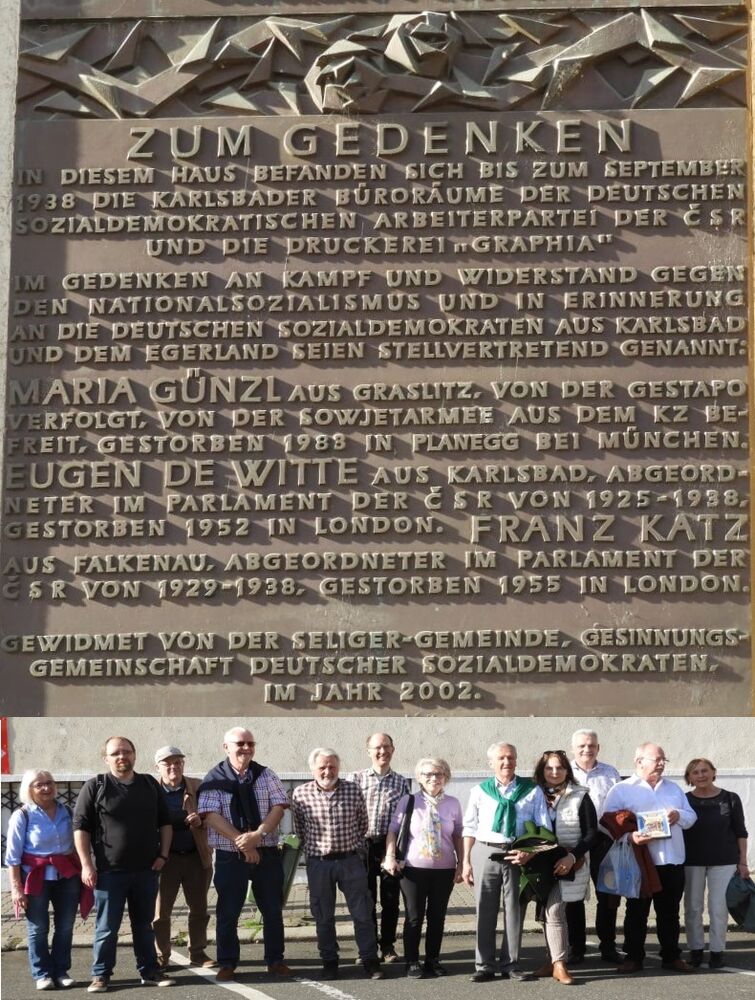 ZUM GEDENKEN
IN DIESEM HAUS BEFANDEN SICH BIS ZUM SEPTEMBER
1938 DIE KARLSBADER BÜRORÄUME DER DEUTSCHEN
SOZIALDEMOKRATISCHEN ARBEITERPARTEI DER ČSR
UND DIE DRUCKEREI „GRAPHIA"
IM GEDENKEN AN KAMPF UND WIDERSTAND GEGEN
DEN NATIONALSOZIALISMUS UND IN ERINNERUNG
AN DIE DEUTSCHEN SOZIALDEMOKRATEN AUS KARLSBAD
UND DEM EGERLAND SEIEN STELLVERTRETEND GENANNT:
MARIA GÜNZL AUS GRASLITZ, VON DER GESTAPO
VERFOLGT, VON DER SOWJETARMEE AUS DEM KZ BE-
FREIT, GESTORBEN 1983 IN PLANEGG BEI MÜNCHEN.
EUGEN DE WITTE AUS KARLSBAD, ABGEORD-
NETER IM PARLAMENT DER ČSR VON 1925-1938,
GESTORBEN 1952 IN LONDON. FRANZ KATZ
AUS FALKENAU, ABGEORDNETER IM PARLAMENT DER
ČSR VON 1929-1938, GESTORBEN 1955 IN LONDON.
GEWIDMET VON DER SELIGER-GEMEINDE, GESINNUNGS-
GEMEINSCHAFT DEUTSCHER SOZIALDEMOKRATEN,
IM JAHR 2002.